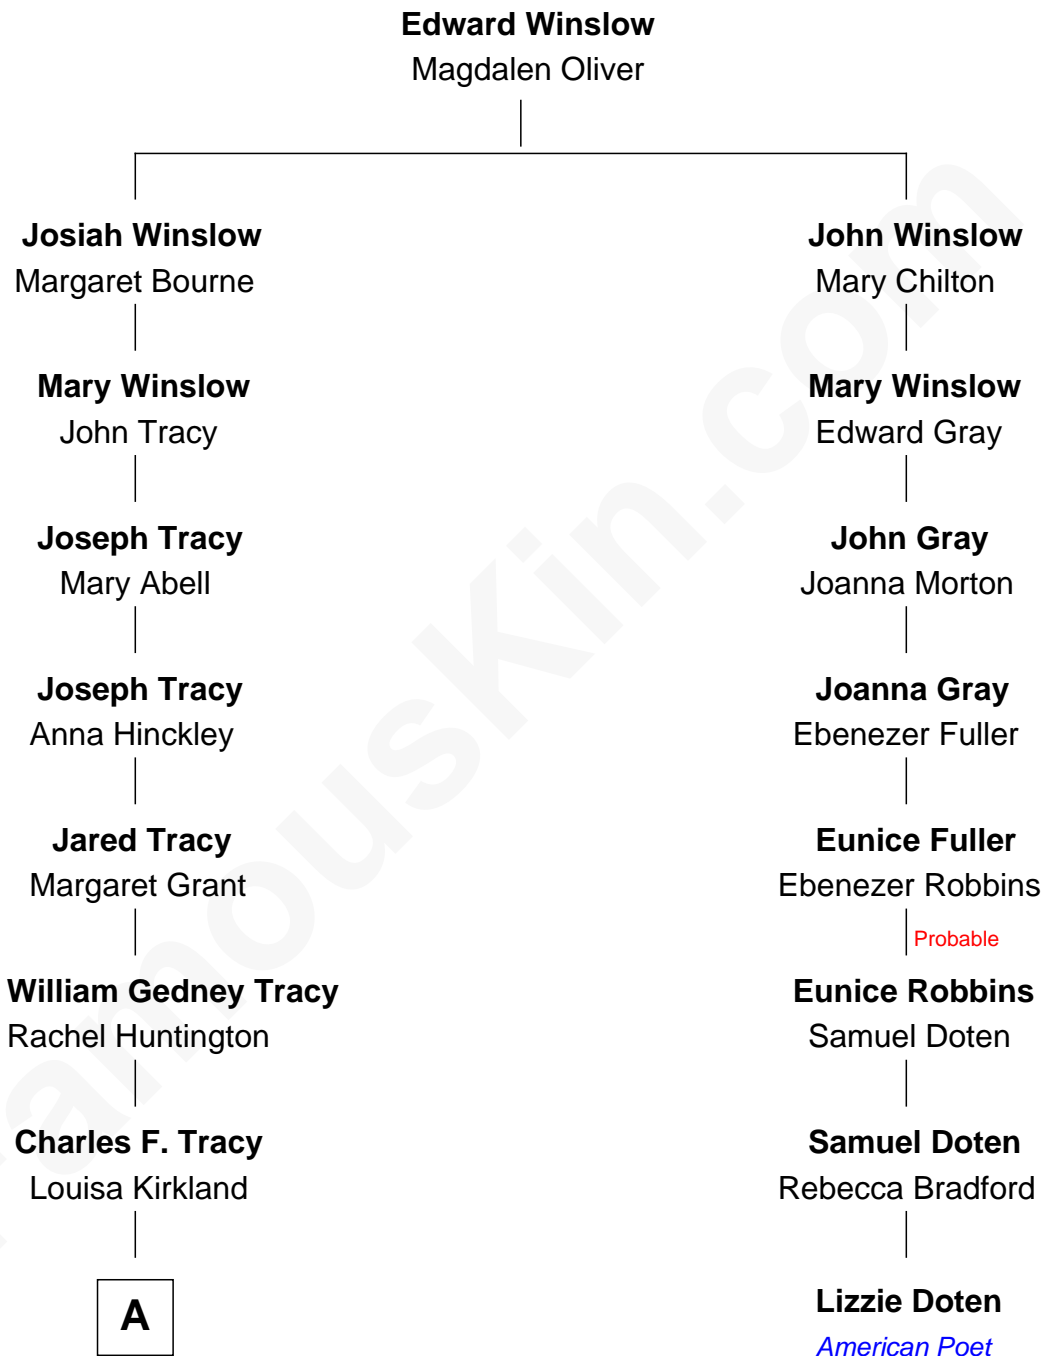 Edward Winslow
Magdalen Oliver
Josiah Winslow
Margaret Bourne
John Winslow
Mary Chilton
Mary Winslow
John Tracy
Mary Winslow
Edward Gray
Joseph Tracy
Mary Abell
John Gray
Joanna Morton
Joseph Tracy
Anna Hinckley
Joanna Gray
Ebenezer Fuller
Jared Tracy
Margaret Grant
Eunice Fuller
Ebenezer Robbins
Probable
William Gedney Tracy
Rachel Huntington
Eunice Robbins
Samuel Doten
Charles F. Tracy
Louisa Kirkland
Samuel Doten
Rebecca Bradford
A
Lizzie Doten
American Poet
FamousKin.com